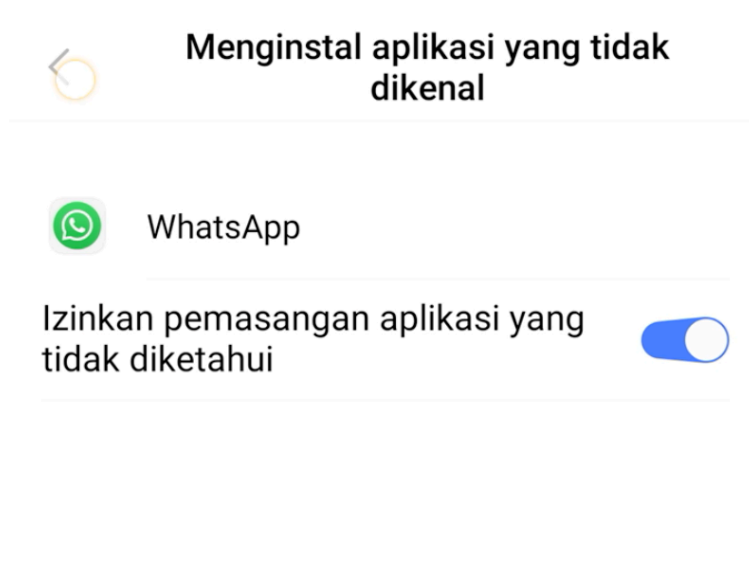 Menginstal aplikasi yang tidak
dikenal
WhatsApp
Izinkan pemasangan aplikasi yang
tidak diketahui